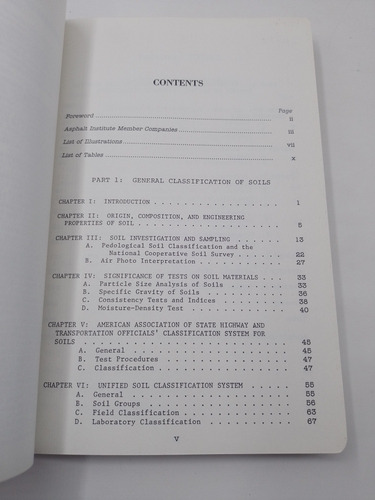 CONTENTS
Page
Foreword . . . . . . . . . . . . . . . . . . . . . . . . ii
Asphalt Institute Member Companies . . . . . . . . . . . . iii
List of Illustrations . . . . . . . . . . . . . . . . . . vii
List of Tables . . . . . . . . . . . . . . . . . . . . . . x
PART 1: GENERAL CLASSIFICATION OF SOILS
CHAPTER I: INTRODUCTION . . . . . . . . . . . . . 1
CHAPTER II: ORIGIN, COMPOSITION, AND ENGINEERING
PROPERTIES OF SOIL . . . . . . . . . . . . . . . 5
CHAPTER III: SOIL INVESTIGATION AND SAMPLING . . . . . 13
A. Pedological Soil Classification and the
National Cooperative Soil Survey . . . . . . 22
B. Air Photo Interpretation . . . . . . . . . . 27
CHAPTER IV: SIGNIFICANCE OF TESTS ON SOIL MATERIALS . . 33
A. Particle Size Analysis of Soils . . . . . . 33
B. Specific Gravity of Soils . . . . . . . . . 36
C. Consistency Tests and Indices . . . . . . . 38
D. Moisture-Density Test . . . . . . . . . . . 40
CHAPTER V: AMERICAN ASSOCIATION OF STATE HIGHWAY AND
TRANSPORTATION OFFICIALS' CLASSIFICATION SYSTEM FOR
SOILS . . . . . . . . . . . . . . . . . . . . . . 45
A. General . . . . . . . . . . . . . . . . . . 45
B. Test Procedures . . . . . . . . . . . . . . 47
C. Classification . . . . . . . . . . . . . . . 47
CHAPTER VI: UNIFIED SOIL CLASSIFICATION SYSTEM . . . . . 55
A. General . . . . . . . . . . . . . . . . . . 55
B. Soil Groups . . . . . . . . . . . . . . . . 56
C. Field Classification . . . . . . . . . . . . 63
D. Laboratory Classification . . . . . . . . . 67
V